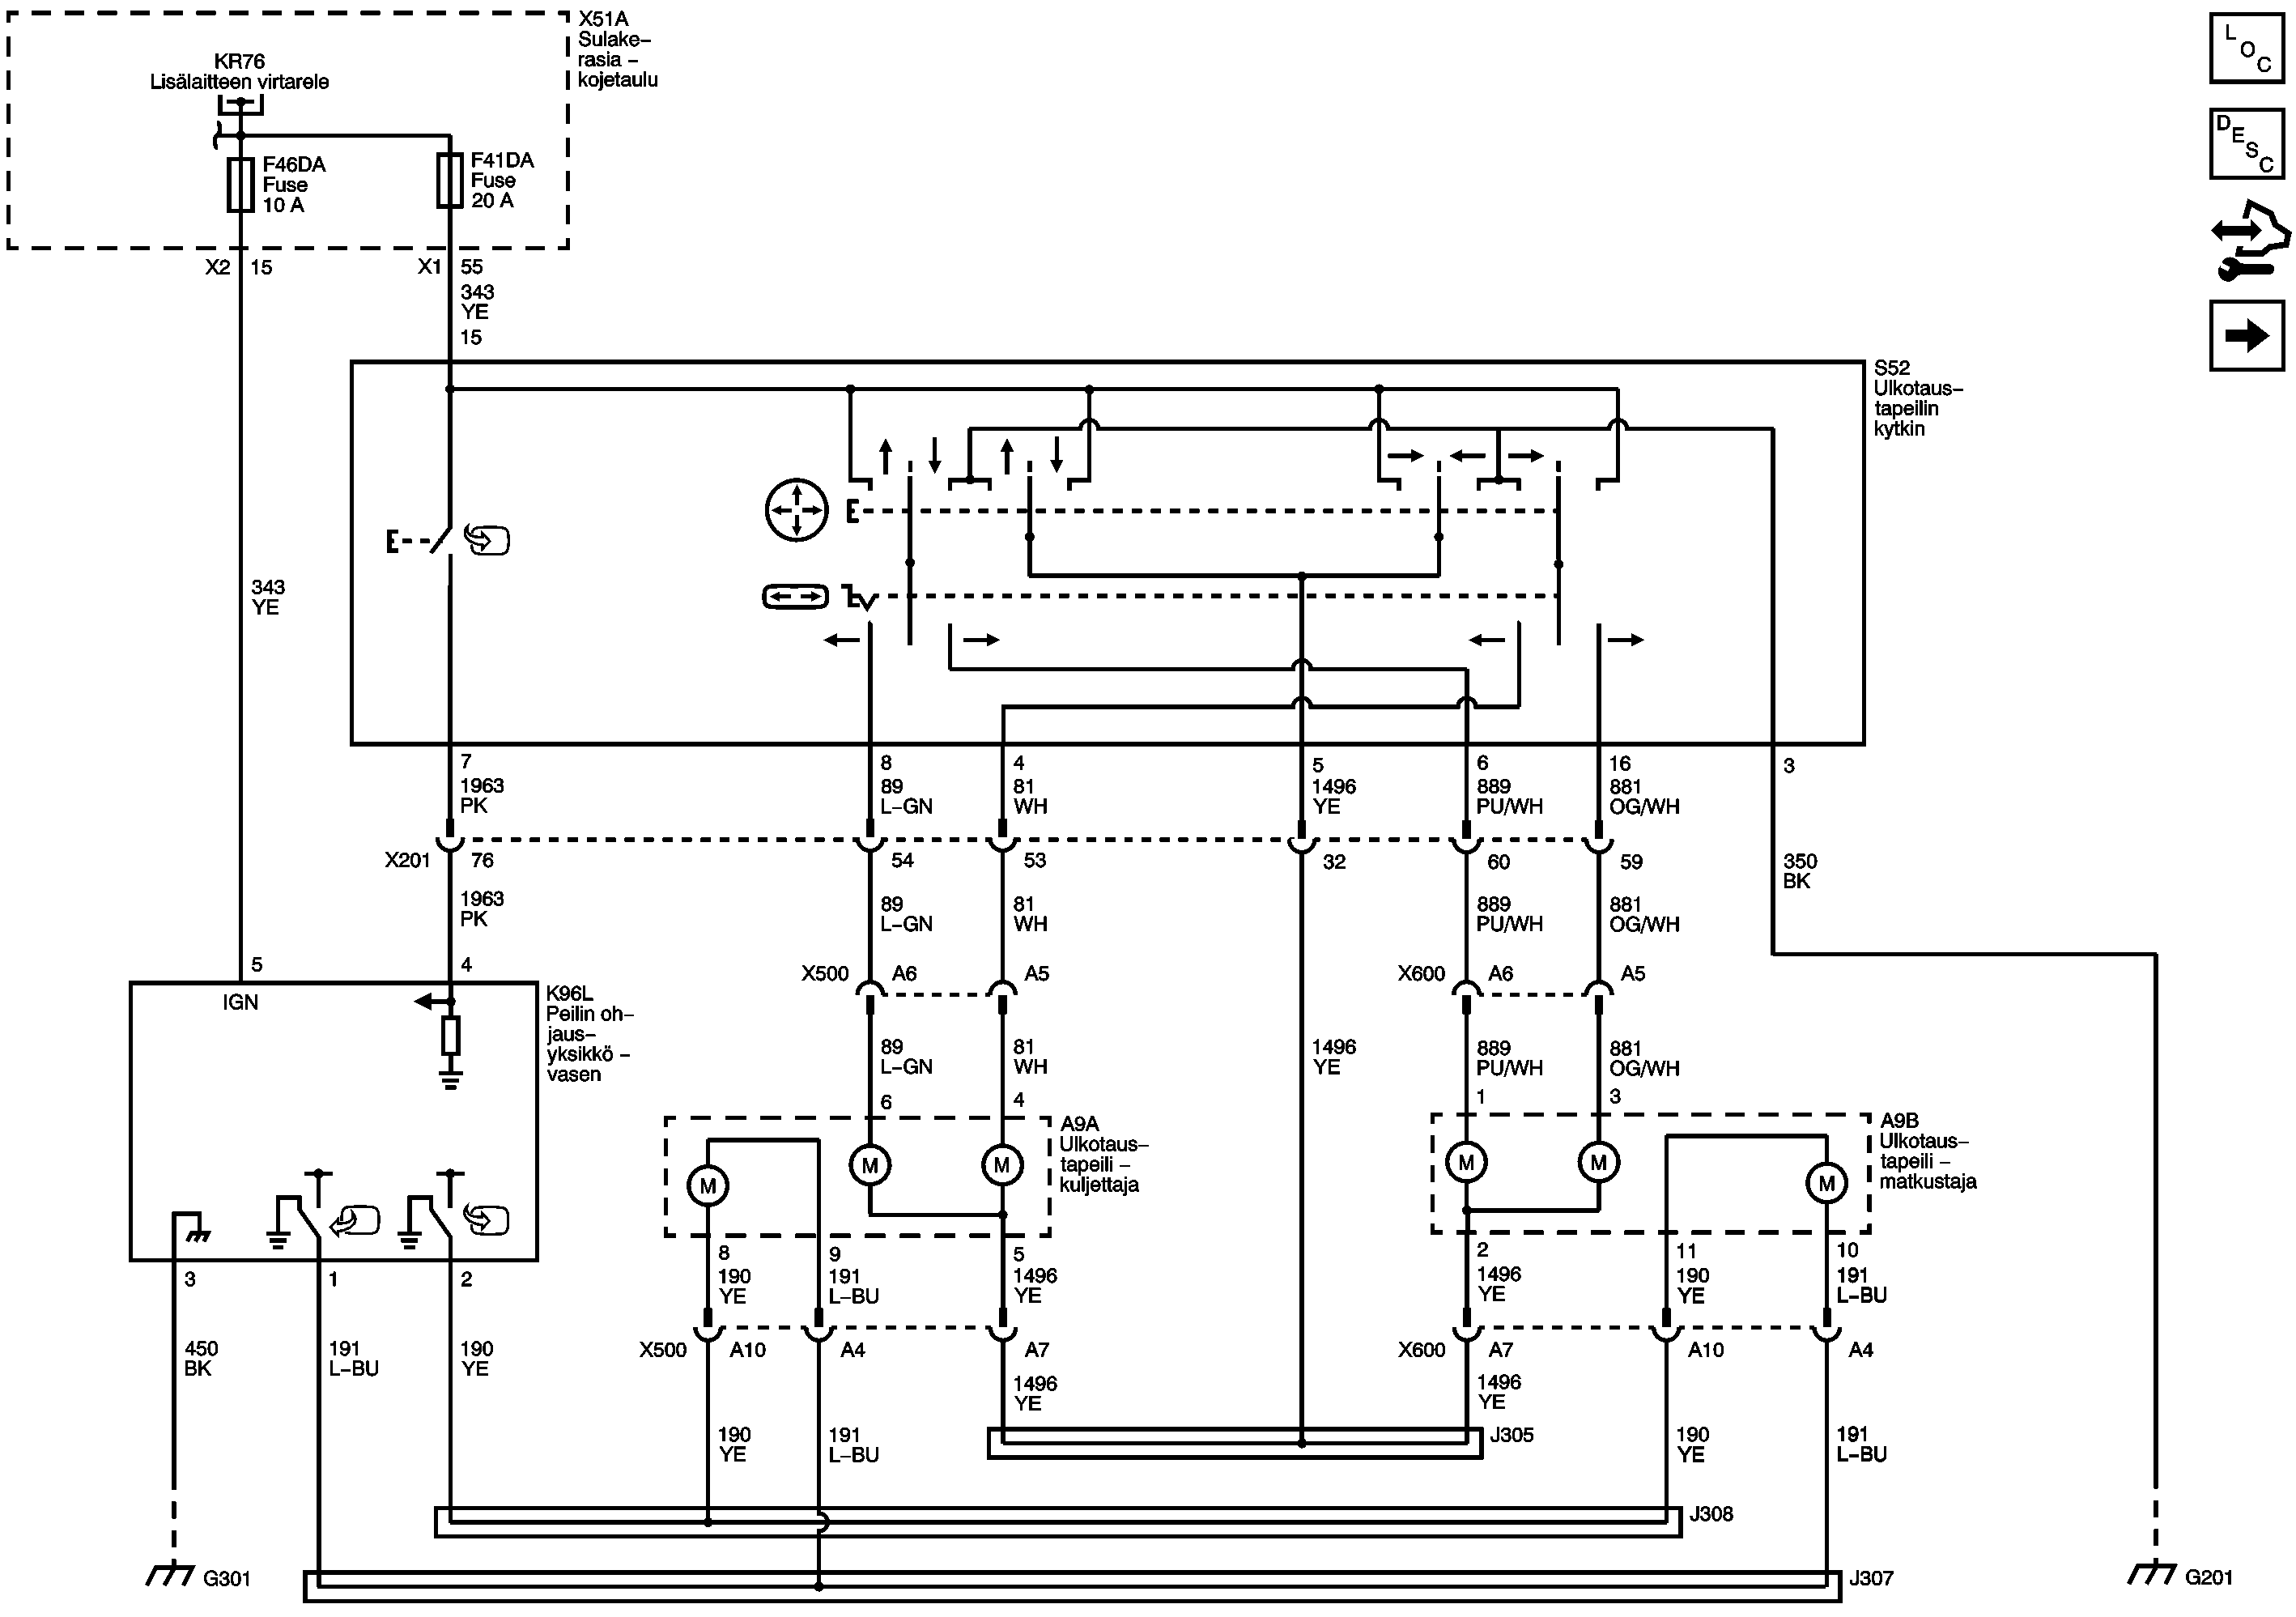 X51A
Sulake–
rasia –
kojetaulu
KR76
Lisälaitteen virtarele
F46DA
Fuse
10 A
F41DA
Fuse
20 A
X2 15
X1 55
343
YE
15
L O C
D E S C
S52
Ulkotaus–
tapeilin
kytkin
343
YE
7
1963
PK
8
89
L–GN
4
81
WH
5
1496
YE
6
889
PU/WH
16
881
OG/WH
3
X201 76
54
53
32
60
59
350
BK
1963
PK
89
L–GN
81
WH
889
PU/WH
881
OG/WH
5
4
X500 A6
A5
X600 A6
A5
IGN
K96L
Peilin oh–
jaus–
yksikkö –
vasen
89
L–GN
81
WH
1496
YE
889
PU/WH
881
OG/WH
6
4
1
3
A9A
Ulkotaus–
tapeili –
kuljettaja
A9B
Ulkotaus–
tapeili –
matkustaja
M
M
M
M
M
M
3
1
2
8
190
YE
9
191
L–BU
5
1496
YE
2
1496
YE
11
190
YE
10
191
L–BU
450
BK
191
L–BU
190
YE
X500 A10
A4
A7
X600 A7
A10
A4
1496
YE
1496
YE
190
YE
191
L–BU
J305
190
YE
191
L–BU
J308
G301
J307
G201